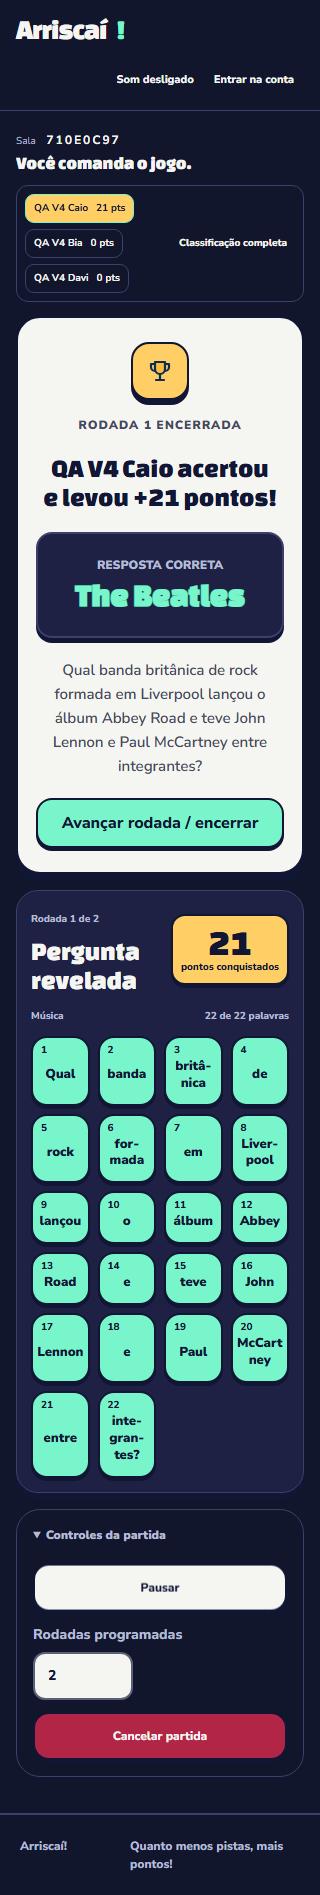 Arriscaí !
Som desligado Entrar na conta
Sala 710E0C97
Você comanda o jogo.
QA V4 Caio 21 pts
QA V4 Bia 0 pts
Classificação completa
QA V4 Davi 0 pts
RODADA 1 ENCERRADA
QA V4 Caio acertou
e levou +21 pontos!
RESPOSTA CORRETA
The Beatles
Qual banda britânica de rock
formada em Liverpool lançou o
álbum Abbey Road e teve John
Lennon e Paul McCartney entre
integrantes?
Avançar rodada / encerrar
Rodada 1 de 2
Pergunta
revelada
21
pontos conquistados
Música 22 de 22 palavras
1
Qual
2
banda
3
britâ-
nica
4
de
5
rock
6
for-
mada
7
em
8
Liver-
pool
9
lançou
10
o
11
álbum
12
Abbey
13
Road
14
e
15
teve
16
John
17
Lennon
18
e
19
Paul
20
McCart
ney
21
entre
22
inte-
gran-
tes?
▼ Controles da partida
Pausar
Rodadas programadas
2
Cancelar partida
Arriscaí!
Quanto menos pistas, mais
pontos!